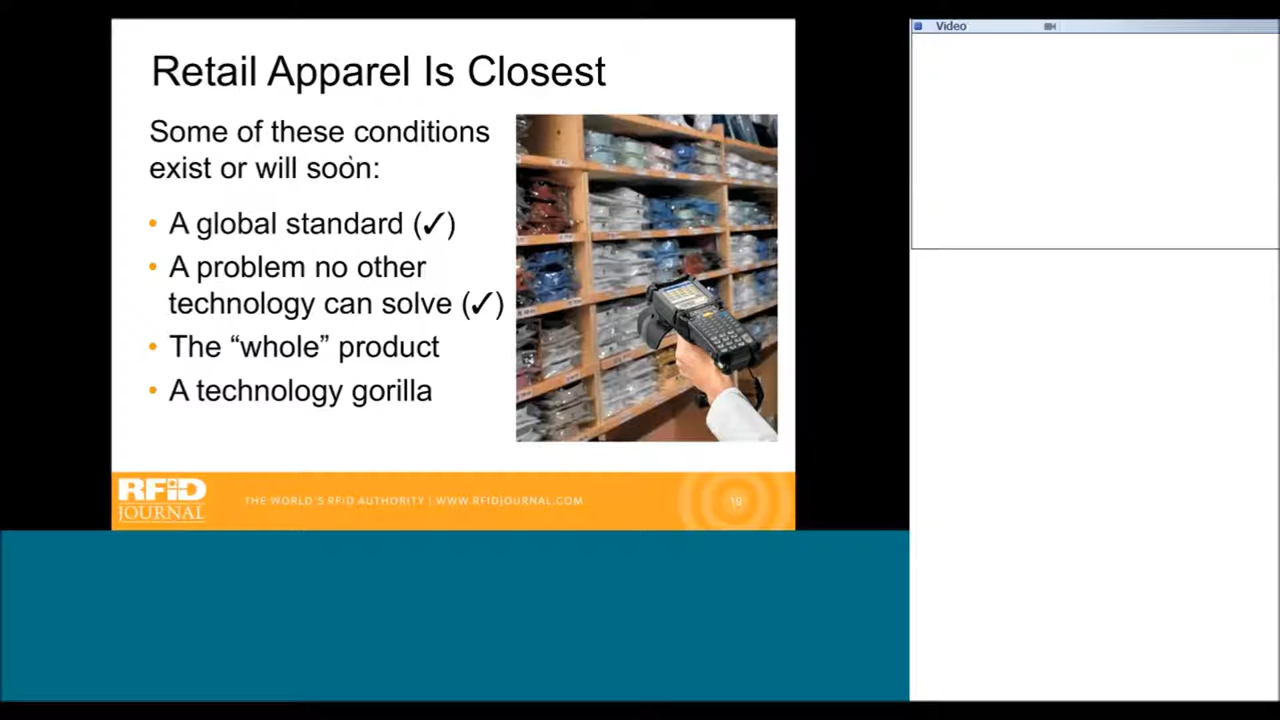 Video
Retail Apparel Is Closest
Some of these conditions
exist or will soon:
• A global standard (✓)
• A problem no other
technology can solve (✓)
• The “whole” product
• A technology gorilla
RFID
JOURNAL
THE WORLD'S RFID AUTHORITY | WWW.RFIDJOURNAL.COM